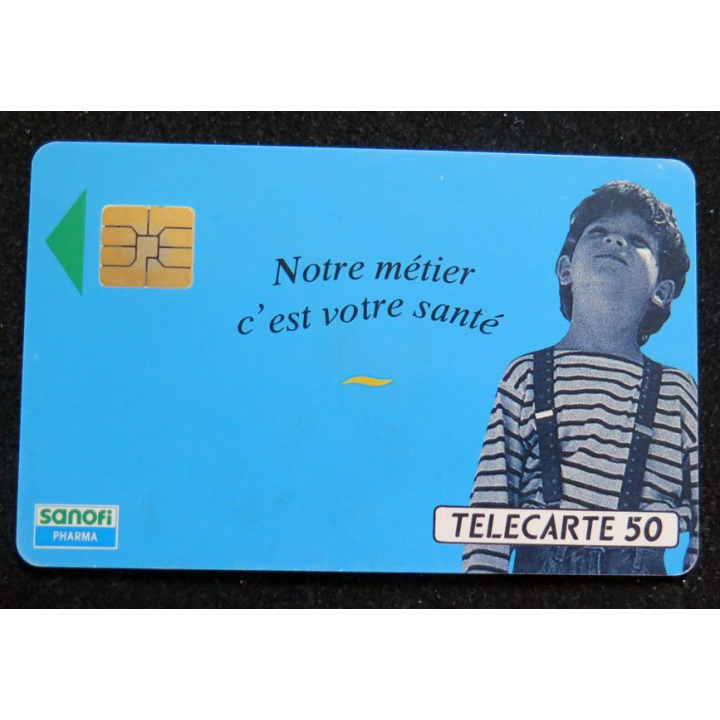 Notre métier
c'est votre santé
sanofi
PHARMA
TELECARTE 50